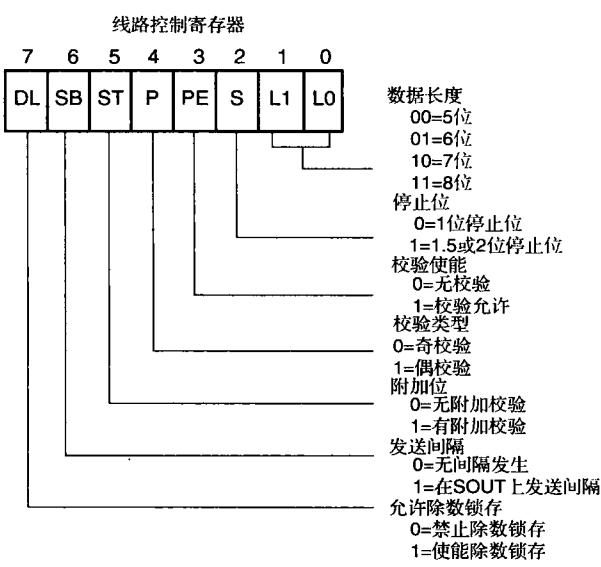 线路控制寄存器
7 6 5 4 3 2 1 0
DL SB ST P PE S L1 L0
数据长度
00=5位
01=6位
10=7位
11=8位
停止位
0=1位停止位
1=1.5或2位停止位
校验使能
0=无校验
1=校验允许
校验类型
0=奇校验
1=偶校验
附加位
0=无附加校验
1=有附加校验
发送间隔
0=无间隔发生
1=在SOUT上发送间隔
允许除数锁存
0=禁止除数锁存
1=使能除数锁存